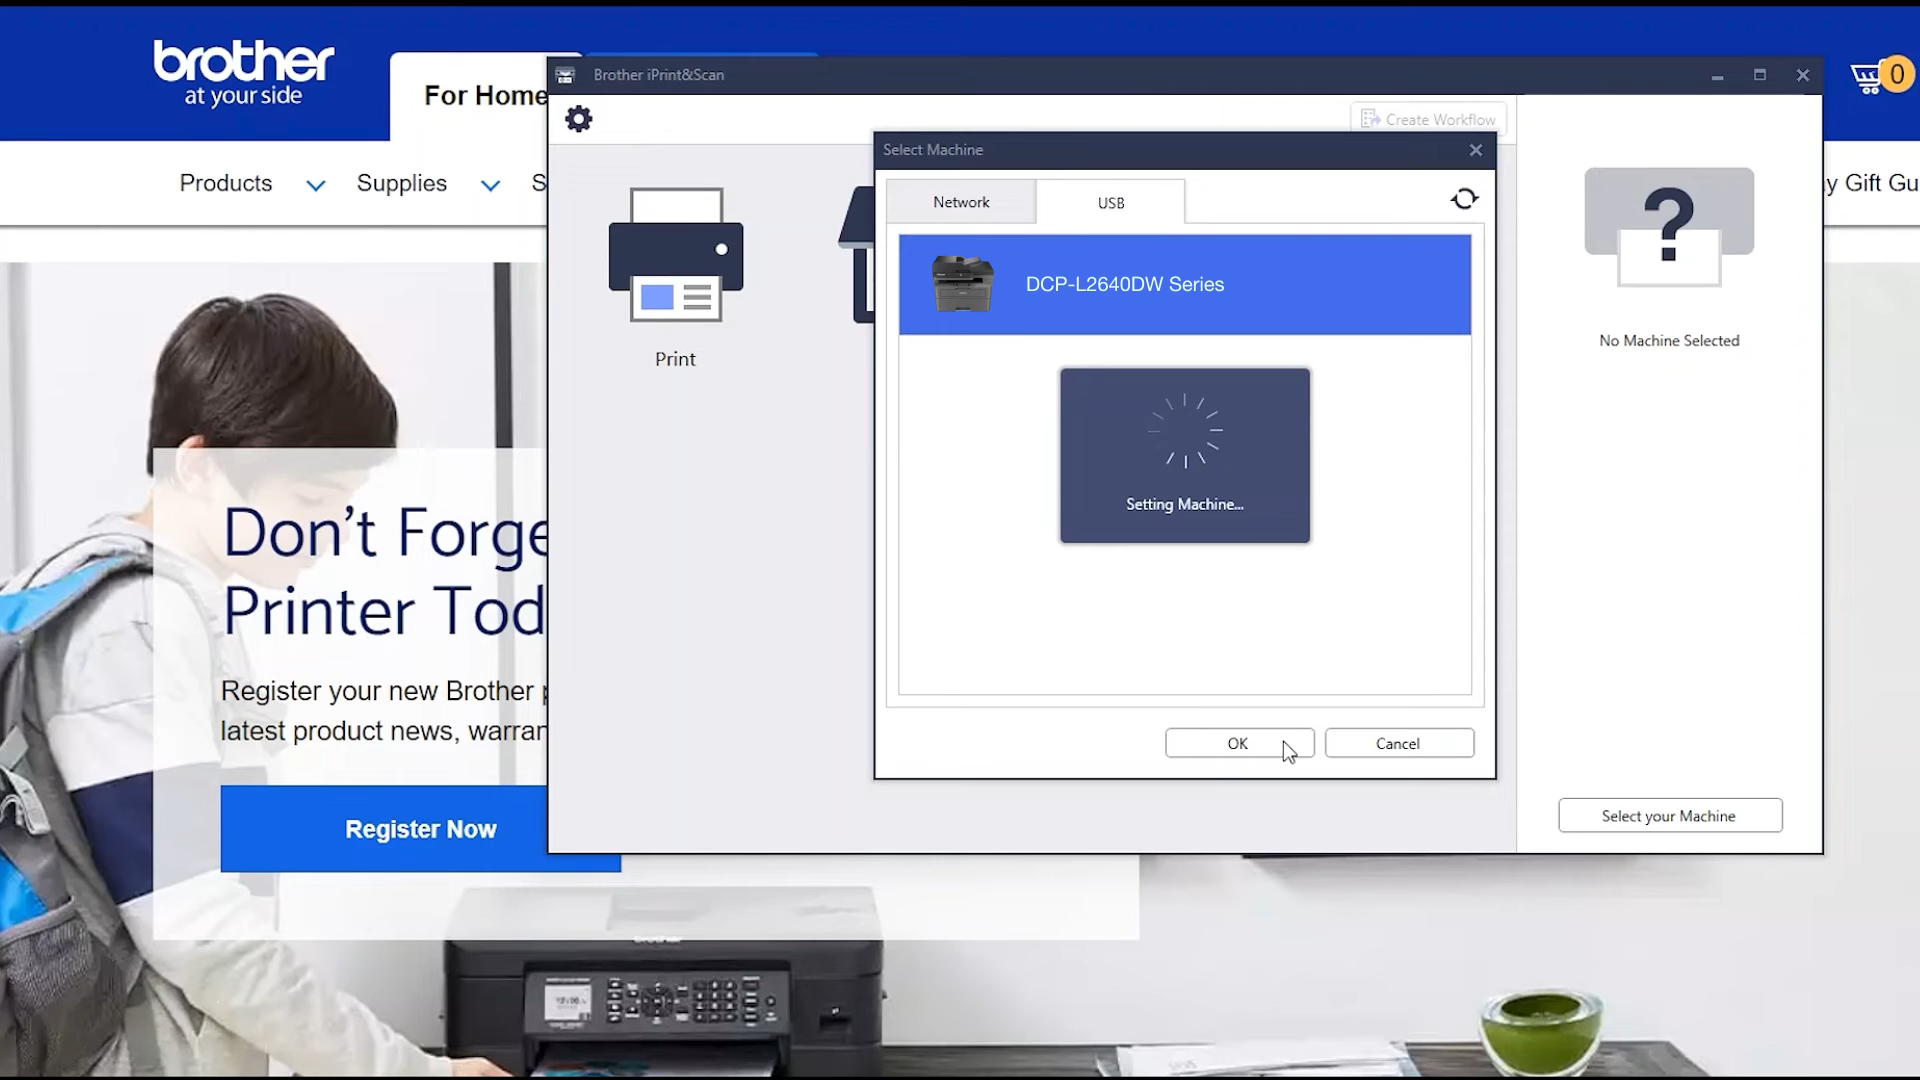 brother
at your side
For Home
Products
Supplies
S
y Gift Gu
0
Brother iPrint&Scan
Create Workflow
Select Machine
Network
USB
DCP-L2640DW Series
Setting Machine...
OK
Cancel
Print
No Machine Selected
Select your Machine
Don't Forge
Printer Tod
Register your new Brother p
latest product news, warran
Register Now
brother